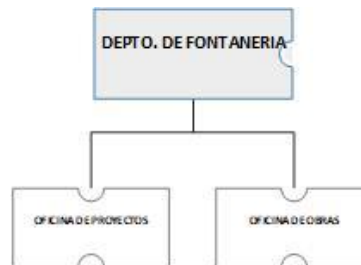 DEPTO. DE FONTANERIA
OFICINA DE PROYECTOS
OFICINA DE OBRAS